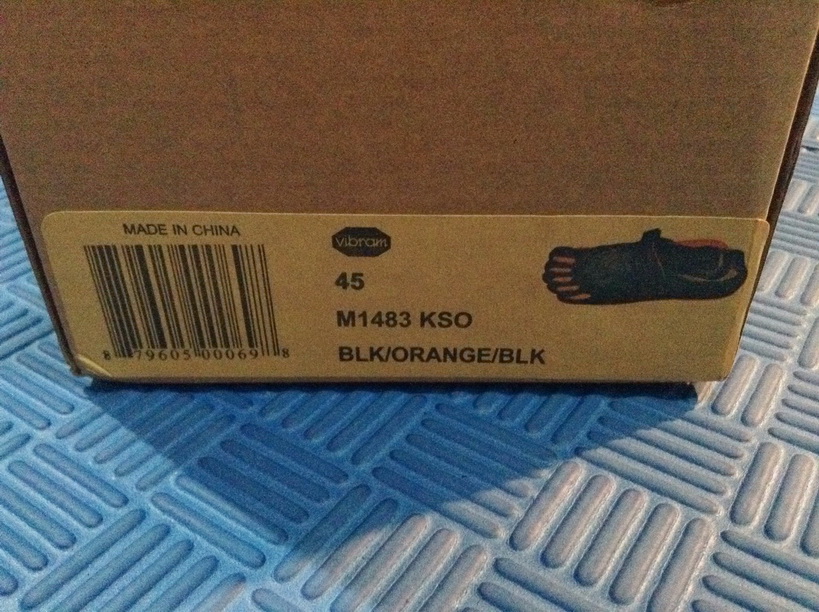 MADE IN CHINA
8 79605 00069 8
vibram
45
M1483 KSO
BLK/ORANGE/BLK